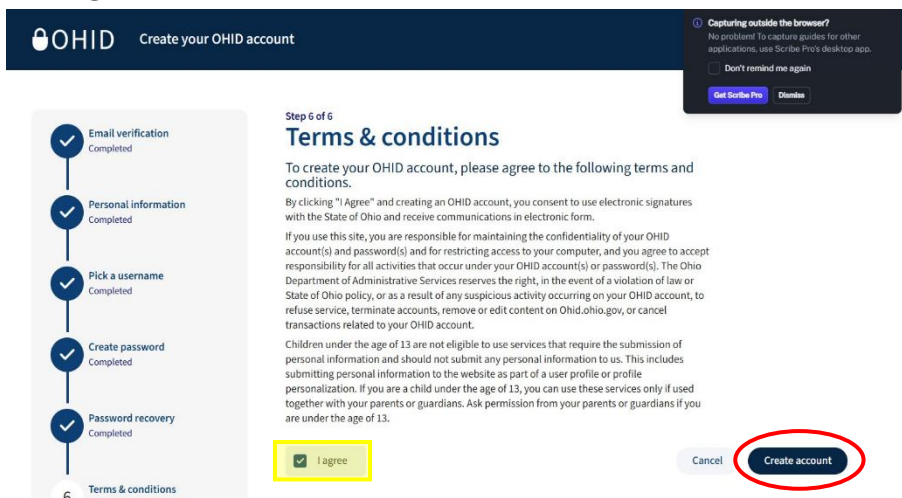 OHID Create your OHID account
Capturing outside the browser?
No problem! To capture guides for other
applications, use Scribe Pro's desktop app.
Don't remind me again
Get Scribe Pro Dismiss
Email verification
Completed
Personal information
Completed
Pick a username
Completed
Create password
Completed
Password recovery
Completed
6 Terms & conditions
Step 6 of 6
Terms & conditions
To create your OHID account, please agree to the following terms and
conditions.
By clicking "I Agree" and creating an OHID account, you consent to use electronic signatures
with the State of Ohio and receive communications in electronic form.
If you use this site, you are responsible for maintaining the confidentiality of your OHID
account(s) and password(s) and for restricting access to your computer, and you agree to accept
responsibility for all activities that occur under your OHID account(s) or password(s). The Ohio
Department of Administrative Services reserves the right, in the event of a violation of law or
State of Ohio policy, or as a result of any suspicious activity occurring on your OHID account, to
refuse service, terminate accounts, remove or edit content on Ohid.ohio.gov, or cancel
transactions related to your OHID account.
Children under the age of 13 are not eligible to use services that require the submission of
personal information and should not submit any personal information to us. This includes
submitting personal information to the website as part of a user profile or profile
personalization. If you are a child under the age of 13, you can use these services only if used
together with your parents or guardians. Ask permission from your parents or guardians if you
are under the age of 13.
I agree
Cancel Create account